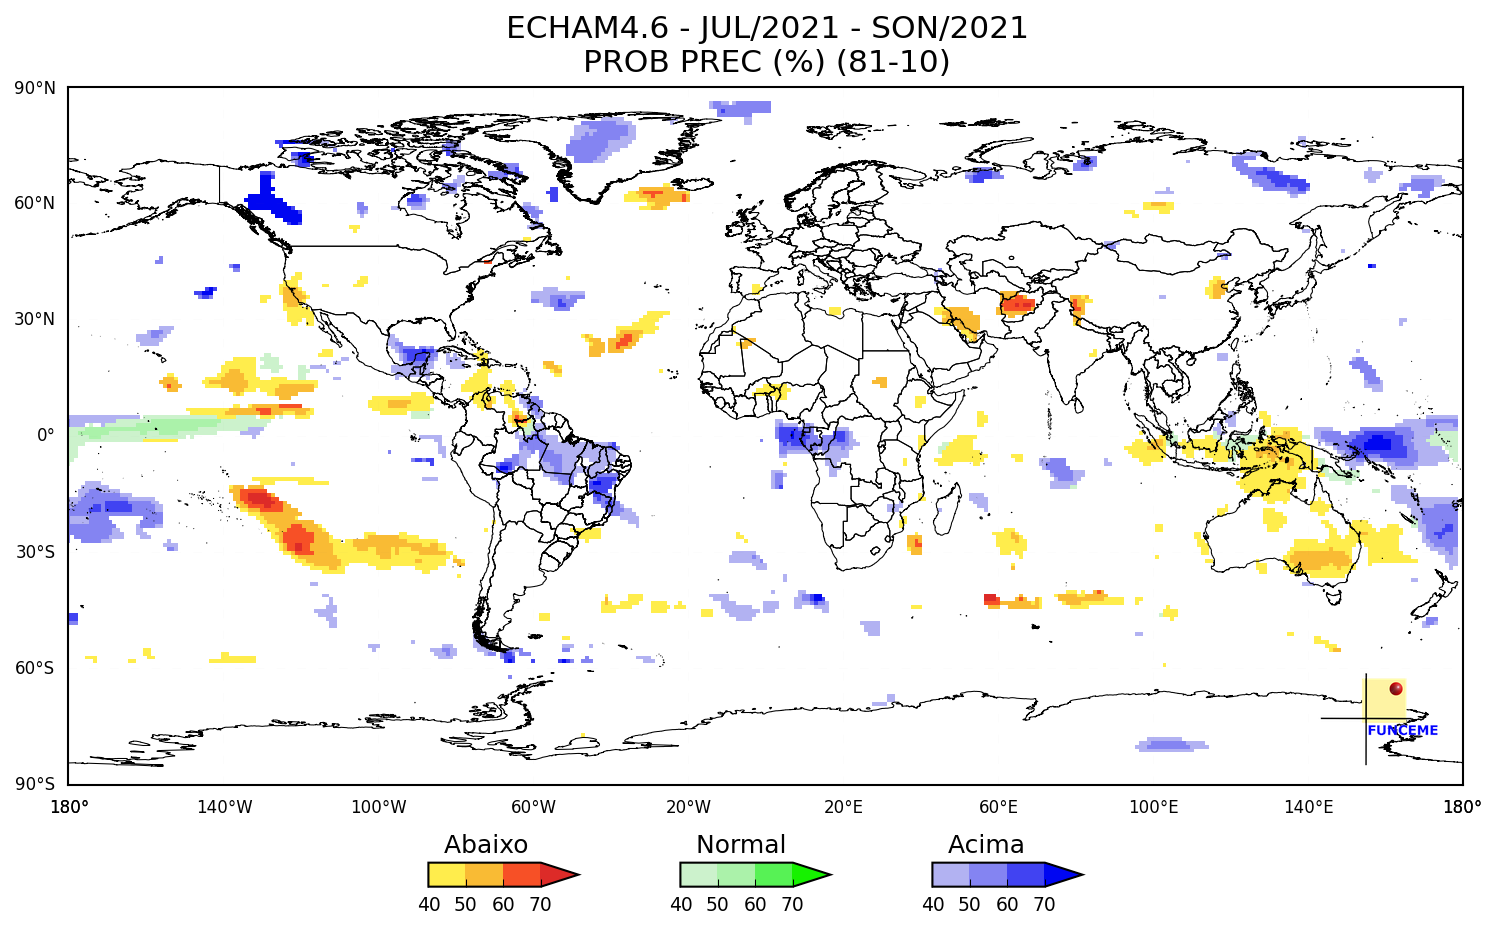 ECHAM4.6 - JUL/2021 - SON/2021
PROB PREC (%) (81-10)
90°N
60°N
30°N
0°
30°S
60°S
90°S
180° 140°W 100°W 60°W 20°W 20°E 60°E 100°E 140°E 180°
FUNCEME
Abaixo Normal Acima
40 50 60 70 40 50 60 70 40 50 60 70